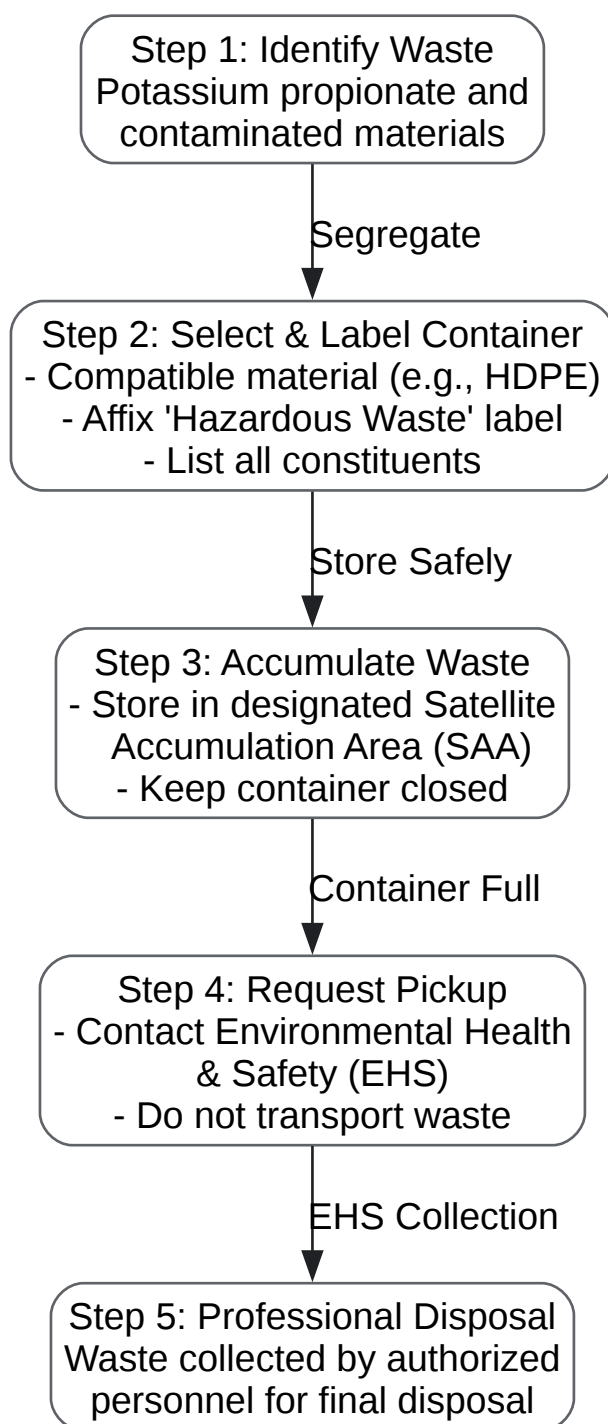 Step 1: Identify Waste
Potassium propionate and
contaminated materials
Segregate
Step 2: Select & Label Container
- Compatible material (e.g., HDPE)
- Affix 'Hazardous Waste' label
- List all constituents
Store Safely
Step 3: Accumulate Waste
- Store in designated Satellite
Accumulation Area (SAA)
- Keep container closed
Container Full
Step 4: Request Pickup
- Contact Environmental Health
& Safety (EHS)
- Do not transport waste
EHS Collection
Step 5: Professional Disposal
Waste collected by authorized
personnel for final disposal